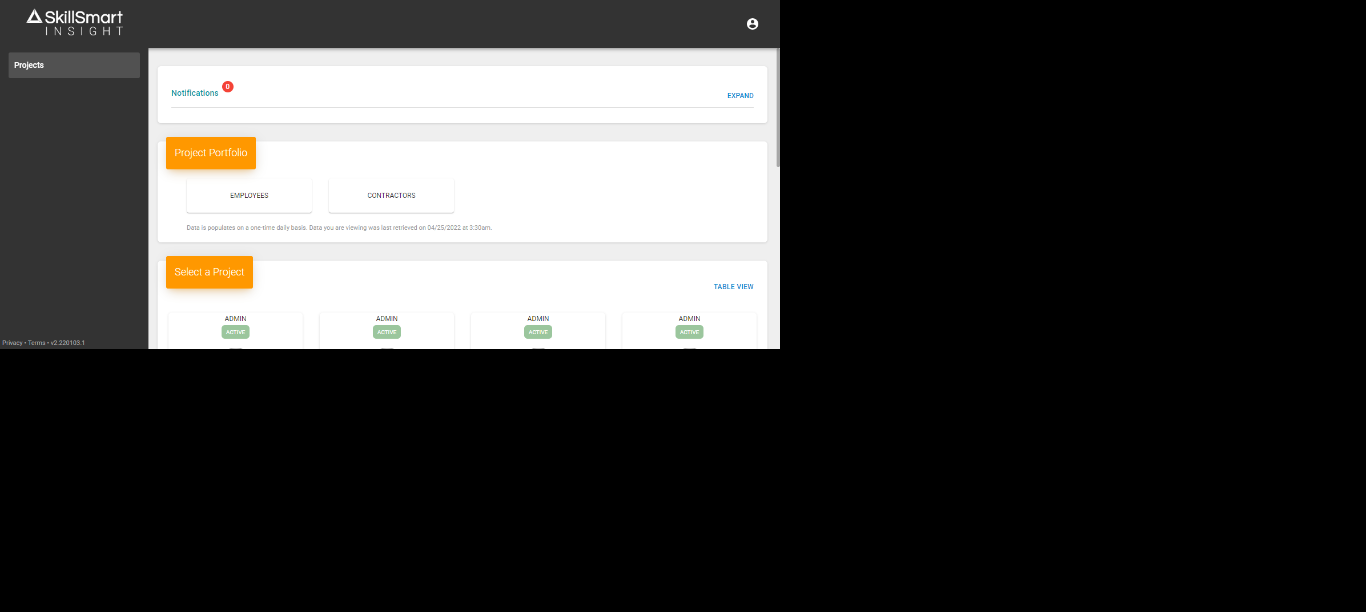 SkillSmart
INSIGHT
Projects
Notifications 0
EXPAND
Project Portfolio
EMPLOYEES CONTRACTORS
Data is populates on a one-time daily basis. Data you are viewing was last retrieved on 04/25/2022 at 3:30am.
Select a Project
TABLE VIEW
ADMIN ADMIN ADMIN ADMIN
ACTIVE ACTIVE ACTIVE ACTIVE
Privacy • Terms • v2.220103.1